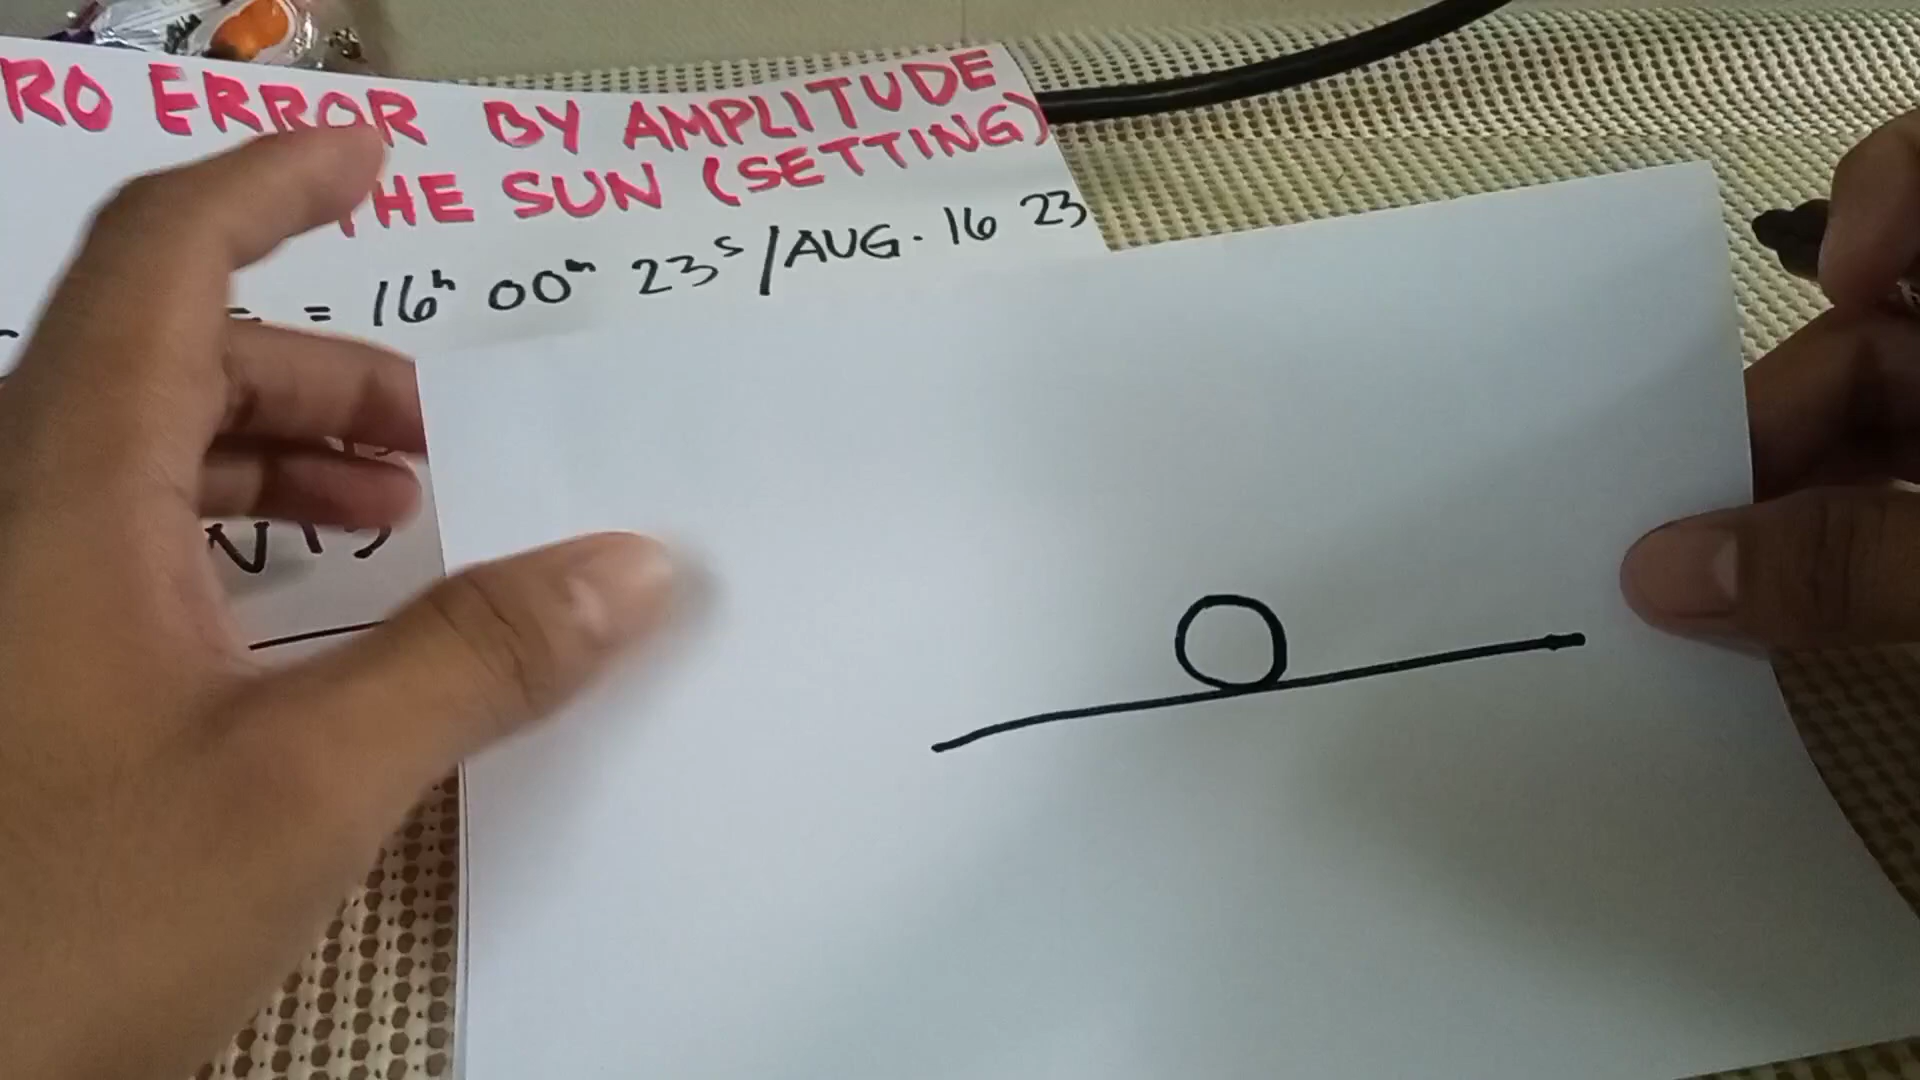 RO ERROR BY AMPLITUDE
THE SUN (SETTING)
= 16h 00m 23s / AUG. 16 23